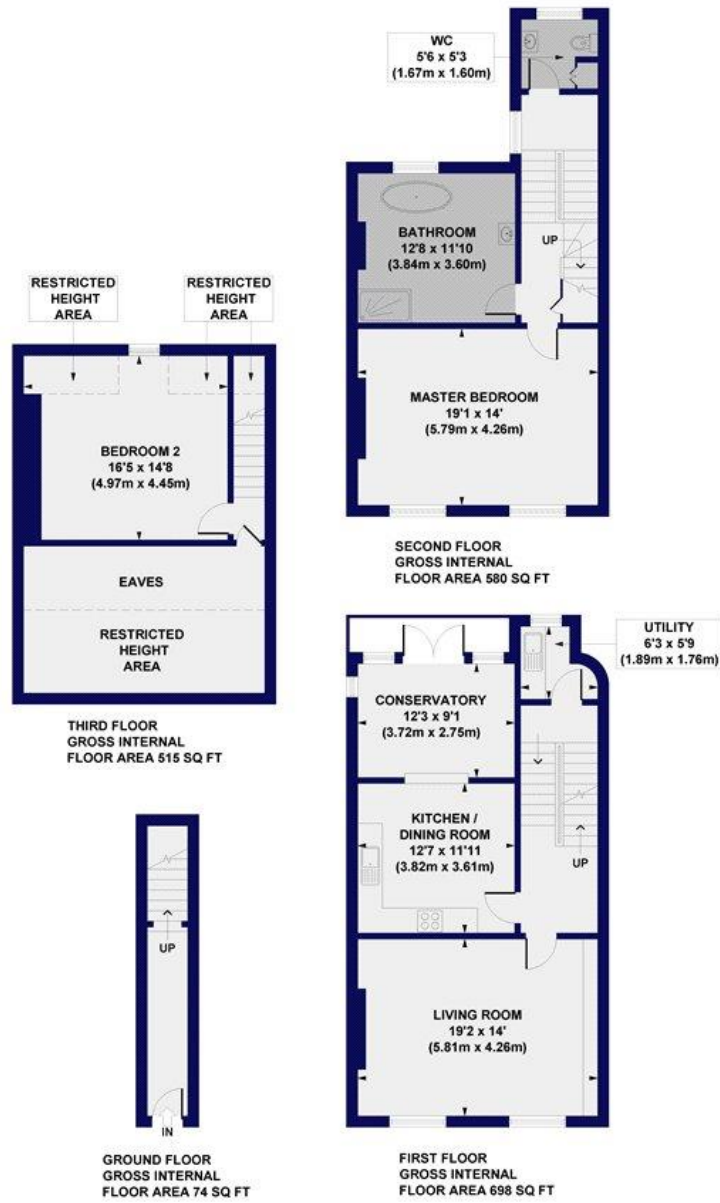 WC
5'6 x 5'3
(1.67m x 1.60m)
BATHROOM
12'8 x 11'10
(3.84m x 3.60m)
UP
MASTER BEDROOM
19'1 x 14'
(5.79m x 4.26m)
SECOND FLOOR
GROSS INTERNAL
FLOOR AREA 580 SQ FT
RESTRICTED
HEIGHT
AREA
RESTRICTED
HEIGHT
AREA
BEDROOM 2
16'5 x 14'8
(4.97m x 4.45m)
EAVES
RESTRICTED
HEIGHT
AREA
THIRD FLOOR
GROSS INTERNAL
FLOOR AREA 515 SQ FT
UTILITY
6'3 x 5'9
(1.89m x 1.76m)
CONSERVATORY
12'3 x 9'1
(3.72m x 2.75m)
KITCHEN /
DINING ROOM
12'7 x 11'11
(3.82m x 3.61m)
UP
LIVING ROOM
19'2 x 14'
(5.81m x 4.26m)
FIRST FLOOR
GROSS INTERNAL
FLOOR AREA 698 SQ FT
UP
IN
GROUND FLOOR
GROSS INTERNAL
FLOOR AREA 74 SQ FT